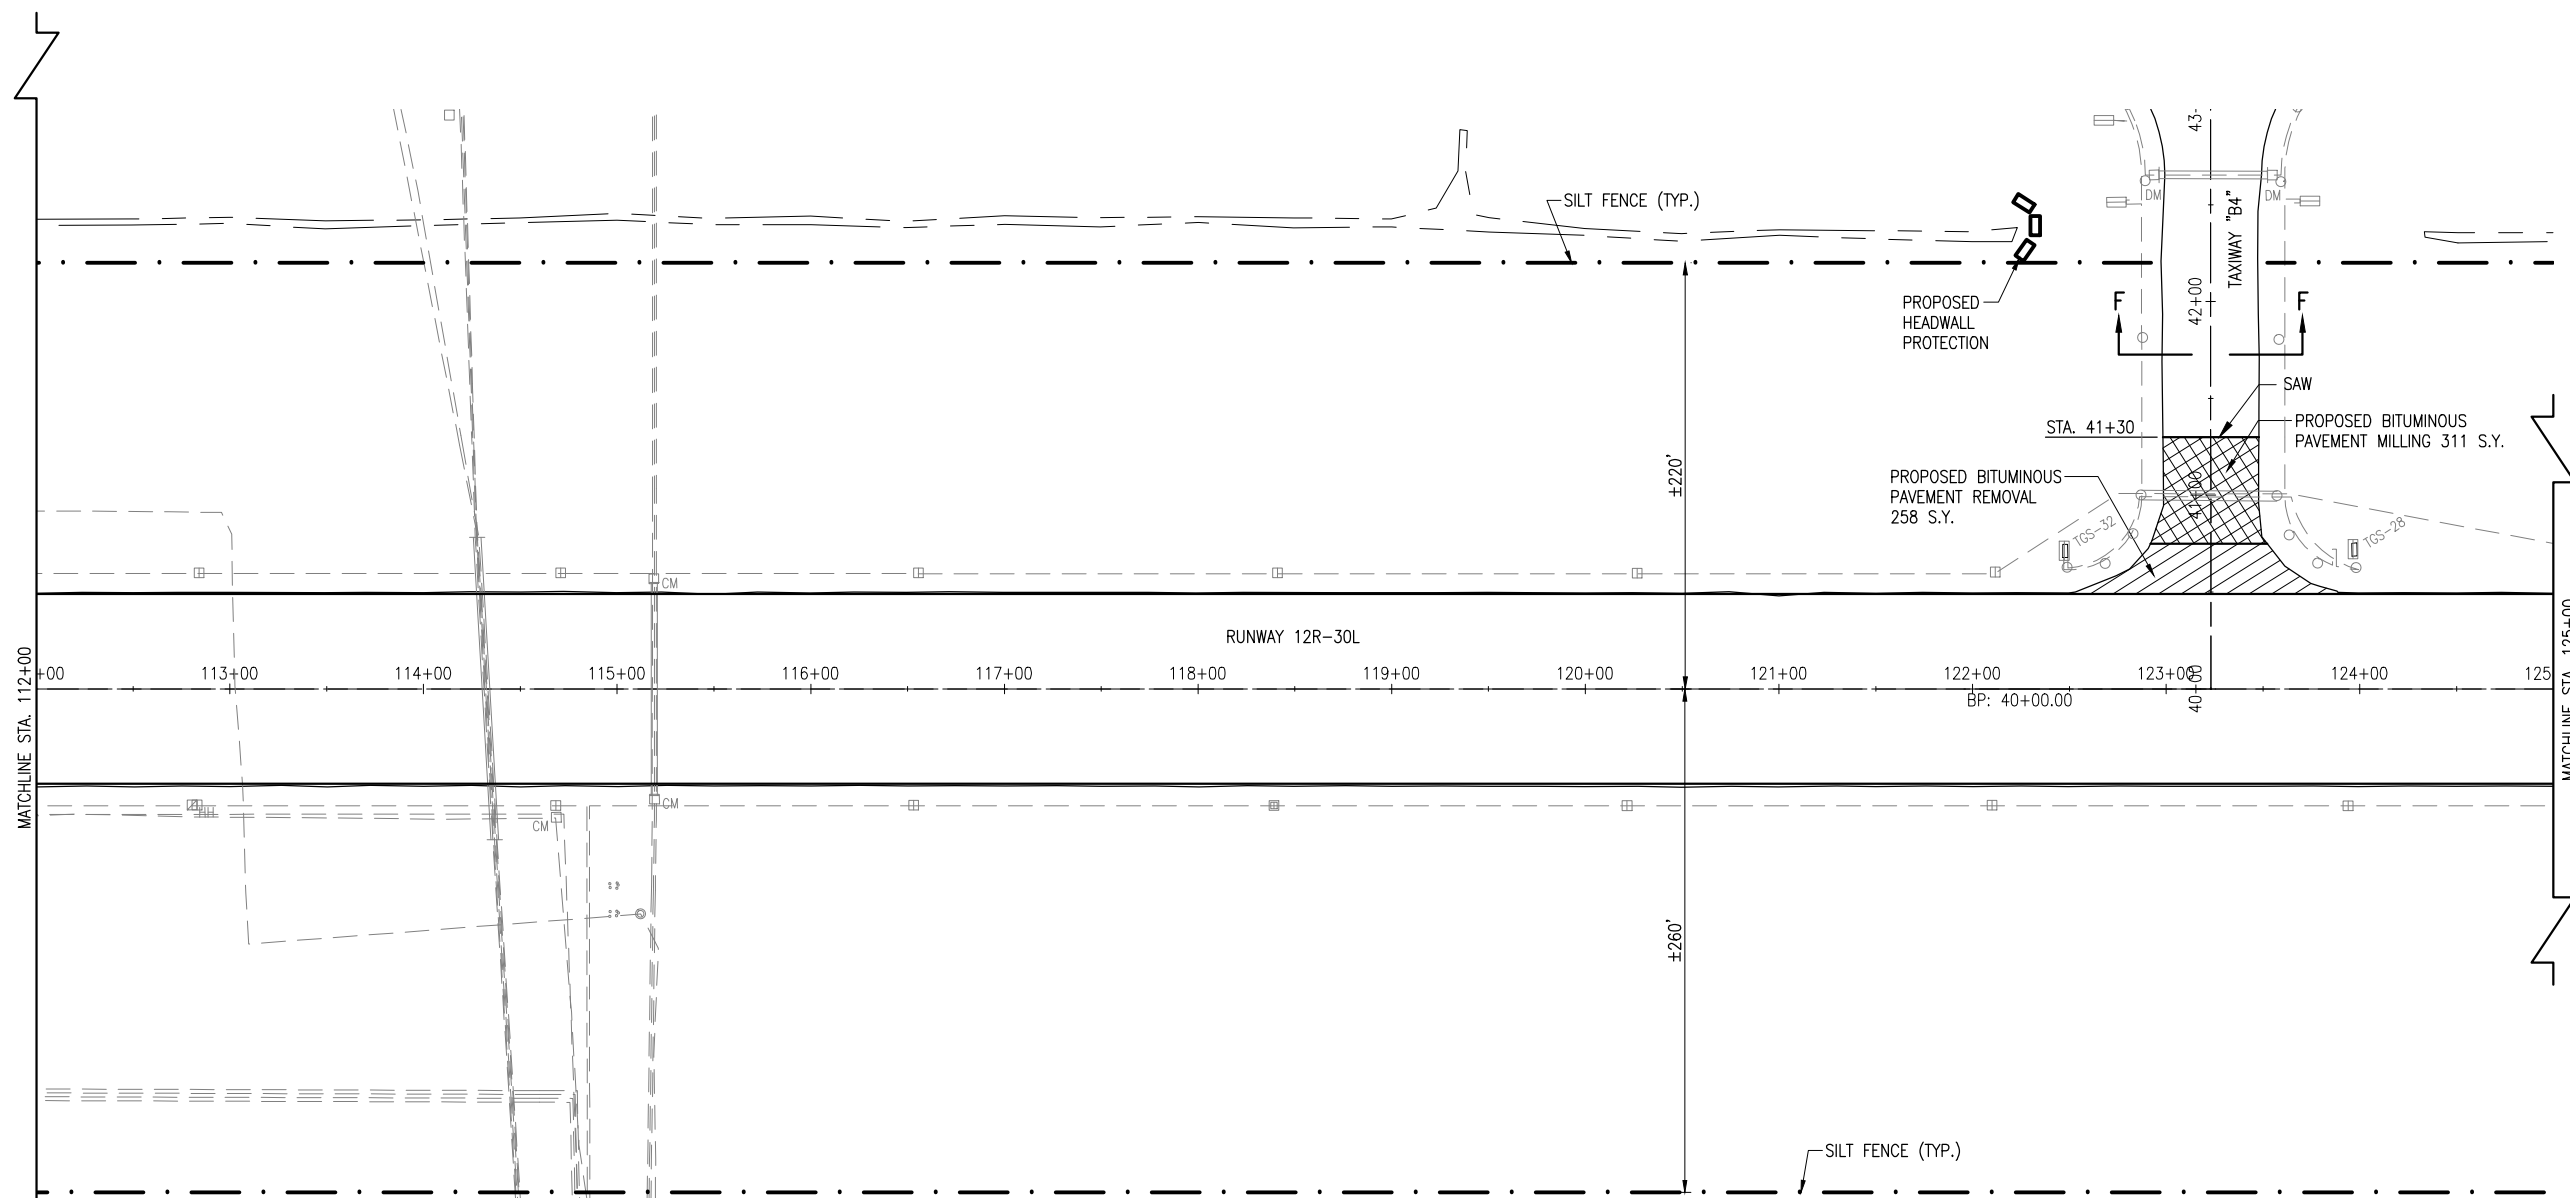 43
DM
DM
TAXIWAY "B4"
SILT FENCE (TYP.)
PROPOSED
HEADWALL
PROTECTION
42+00
F
F
SAW
STA. 41+30
PROPOSED BITUMINOUS
PAVEMENT MILLING 311 S.Y.
PROPOSED BITUMINOUS
PAVEMENT REMOVAL
258 S.Y.
41+00
±220'
TGS-32
TGS-28
CM
RUNWAY 12R-30L
MATCHLINE STA. 112+00
+00
113+00
114+00
115+00
116+00
117+00
118+00
119+00
120+00
121+00
122+00
123+00
124+00
125
BP: 40+00.00
40+00
MATCHLINE STA. 125+00
HH
CM
CM
±260'
SILT FENCE (TYP.)